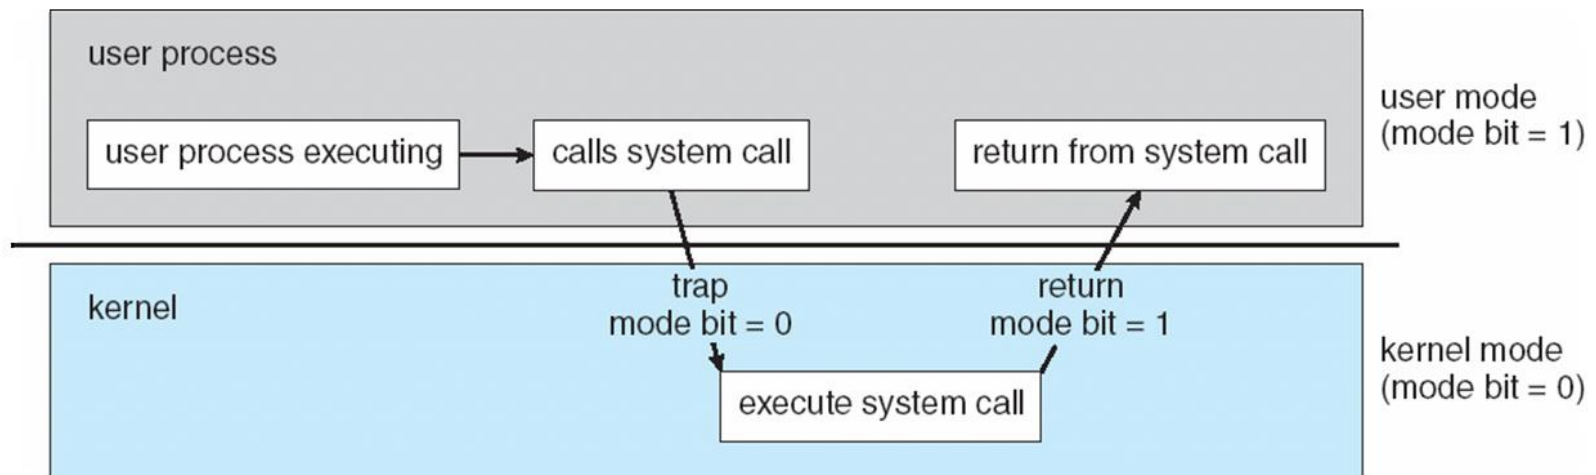 user process
user process executing
calls system call
return from system call
user mode
(mode bit = 1)
kernel
trap
mode bit = 0
return
mode bit = 1
execute system call
kernel mode
(mode bit = 0)